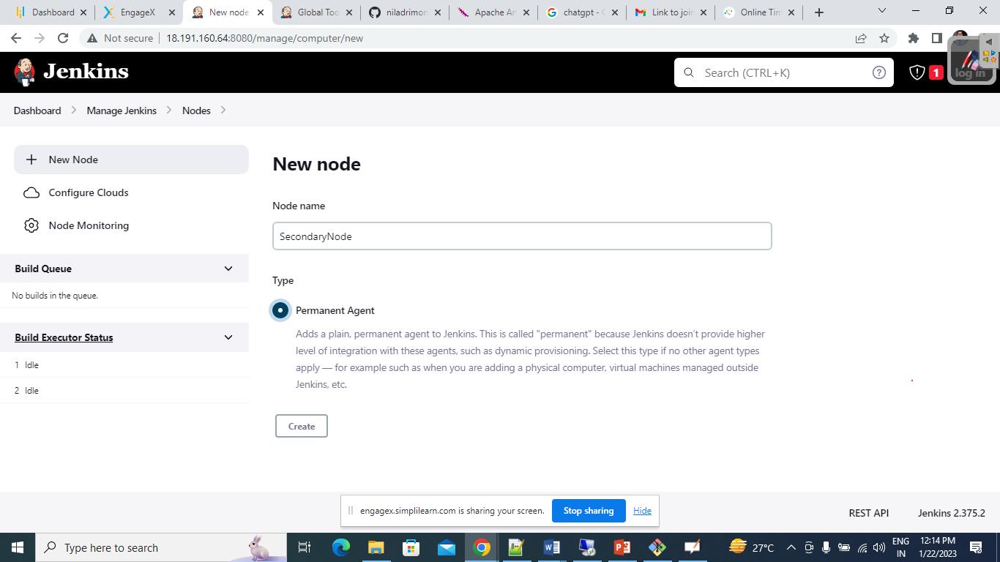 Dashboard
EngageX
New node
Global Too
niladrimon
Apache An
chatgpt - G
Link to join
Online Tim
Not secure
18.191.160.64:8080/manage/computer/new
Jenkins
Search (CTRL+K)
1
log in
Dashboard
Manage Jenkins
Nodes
New Node
Configure Clouds
Node Monitoring
Build Queue
No builds in the queue.
Build Executor Status
1 Idle
2 Idle
New node
Node name
SecondaryNode
Type
Permanent Agent
Adds a plain, permanent agent to Jenkins. This is called "permanent" because Jenkins doesn’t provide higher
level of integration with these agents, such as dynamic provisioning. Select this type if no other agent types
apply — for example such as when you are adding a physical computer, virtual machines managed outside
Jenkins, etc.
Create
engagex.simplilearn.com is sharing your screen.
Stop sharing
Hide
REST API
Jenkins 2.375.2
Type here to search
27°C
ENG
IN
12:14 PM
1/22/2023